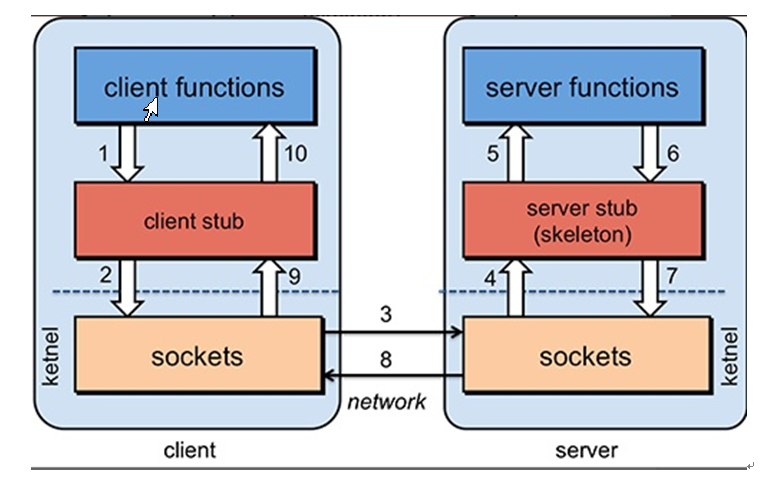 client functions
server functions
1
10
5
6
client stub
server stub
(skeleton)
2
9
4
7
3
ketnel
sockets
sockets
ketnel
8
network
client
server